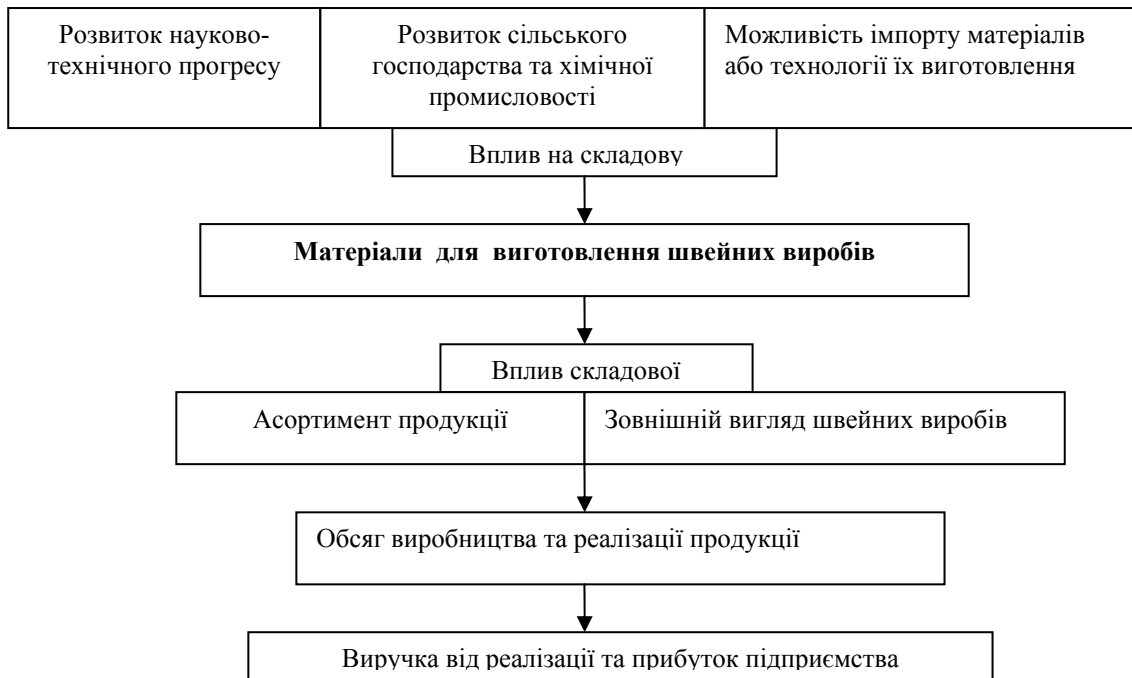 Розвиток науково-
технічного прогресу
Розвиток сільського
господарства та хімічної
промисловості
Можливість імпорту матеріалів
або технології їх виготовлення
Вплив на складову
Матеріали для виготовлення швейних виробів
Вплив складової
Асортимент продукції
Зовнішній вигляд швейних виробів
Обсяг виробництва та реалізації продукції
Виручка від реалізації та прибуток підприємства